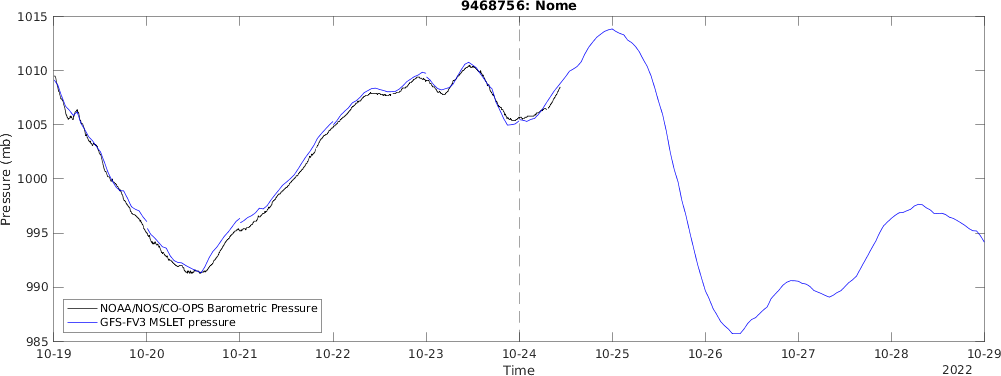 9468756: Nome
Pressure (mb)
1015
1010
1005
1000
995
990
985
NOAA/NOS/CO-OPS Barometric Pressure
GFS-FV3 MSLET pressure
10-19 10-20 10-21 10-22 10-23 10-24 10-25 10-26 10-27 10-28 10-29
Time
2022